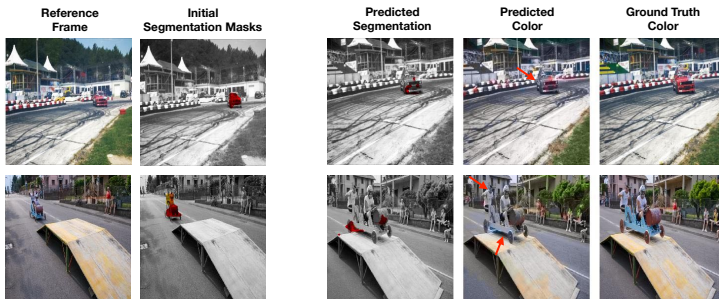 Reference
Frame
Initial
Segmentation Masks
Predicted
Segmentation
Predicted
Color
Ground Truth
Color